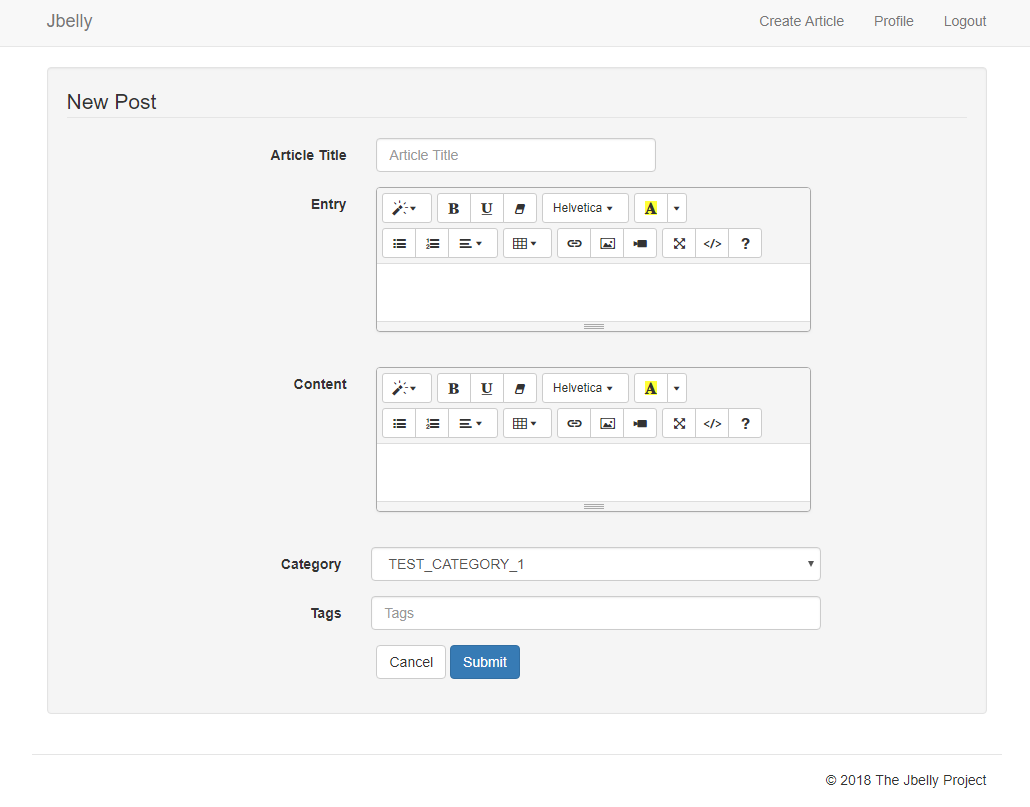 Jbelly Create Article Profile Logout
New Post
Article Title Article Title
Entry
B U Helvetica A
</> ?
Content
B U Helvetica A
</> ?
Category TEST_CATEGORY_1
Tags Tags
Cancel Submit
© 2018 The Jbelly Project